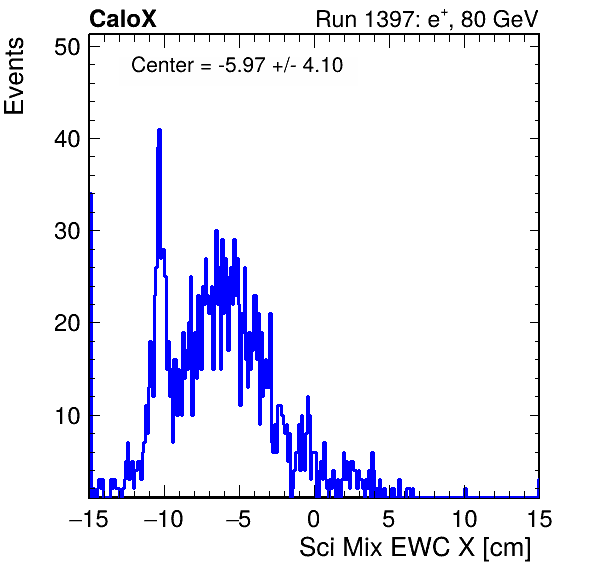 CaloX Run 1397: e⁺, 80 GeV
Center = -5.97 +/- 4.10
Events
50
40
30
20
10
−15 −10 −5 0 5 10 15
Sci Mix EWC X [cm]